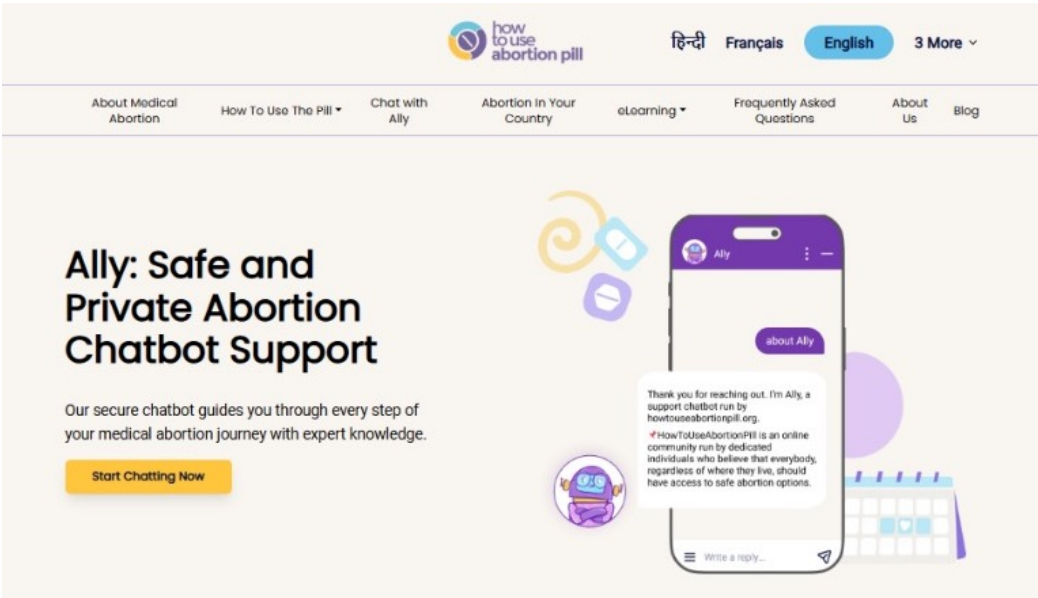 how
to use
abortion pill
हिन्दी Français English 3 More
About Medical
Abortion
How To Use The Pill
Chat with
Ally
Abortion In Your
Country
eLearning
Frequently Asked
Questions
About
Us
Blog
Ally: Safe and
Private Abortion
Chatbot Support
Our secure chatbot guides you through every step of
your medical abortion journey with expert knowledge.
Start Chatting Now
Ally
about Ally
Thank you for reaching out. I'm Ally, a
support chatbot run by
howtouseabortionpill.org.
📌HowToUseAbortionPill is an online
community run by dedicated
individuals who believe that everybody,
regardless of where they live, should
have access to safe abortion options.
Write a reply...